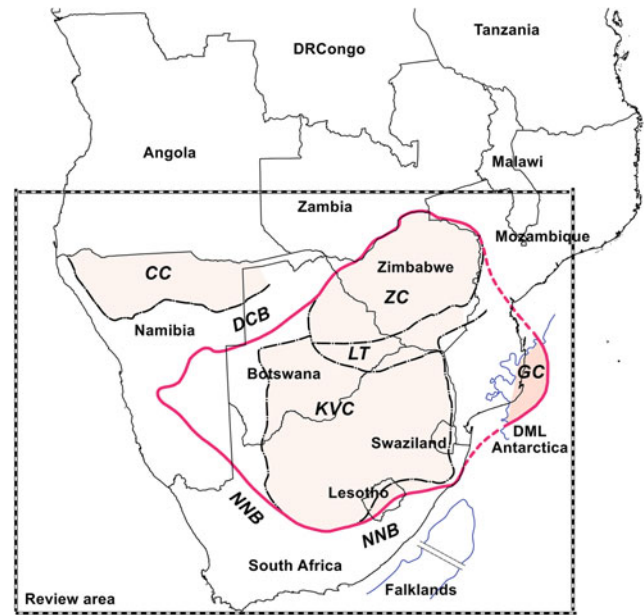 Tanzania
DRCongo
Angola
Malawi
Zambia
Mozambique
CC
Zimbabwe
ZC
DCB
Namibia
LT
GC
Botswana
KVC
DML
Antarctica
Swaziland
Lesotho
NNB
NNB
South Africa
Falklands
Review area